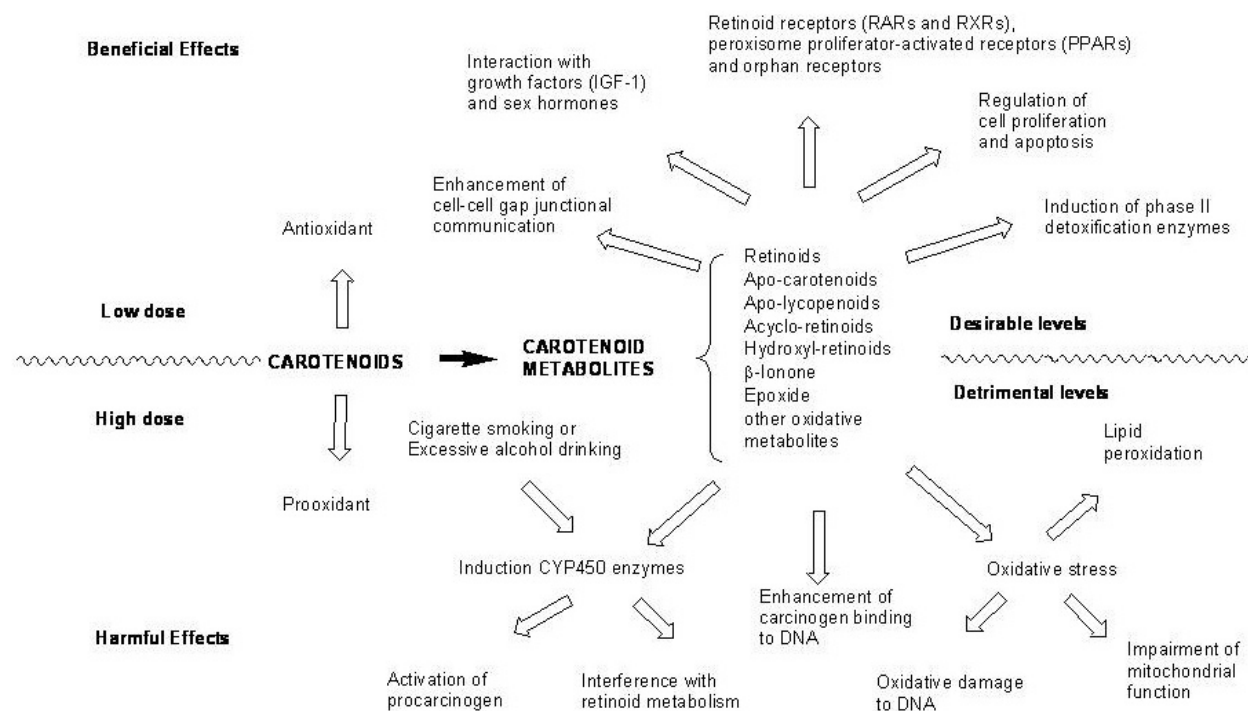 Beneficial Effects
Retinoid receptors (RARs and RXRs),
peroxisome proliferator-activated receptors (PPARs)
and orphan receptors
Interaction with
growth factors (IGF-1)
and sex hormones
Regulation of
cell proliferation
and apoptosis
Enhancement of
cell-cell gap junctional
communication
Induction of phase II
detoxification enzymes
Antioxidant
Low dose
CAROTENOIDS
High dose
Prooxidant
CAROTENOID
METABOLITES
Retinoids
Apo-carotenoids
Apo-lycopenoids
Acyclo-retinoids
Hydroxyl-retinoids
β-Ionone
Epoxide
other oxidative
metabolites
Desirable levels
Detrimental levels
Cigarette smoking or
Excessive alcohol drinking
Lipid
peroxidation
Induction CYP450 enzymes
Oxidative stress
Enhancement of
carcinogen binding
to DNA
Harmful Effects
Activation of
procarcinogen
Interference with
retinoid metabolism
Oxidative damage
to DNA
Impairment of
mitochondrial
function